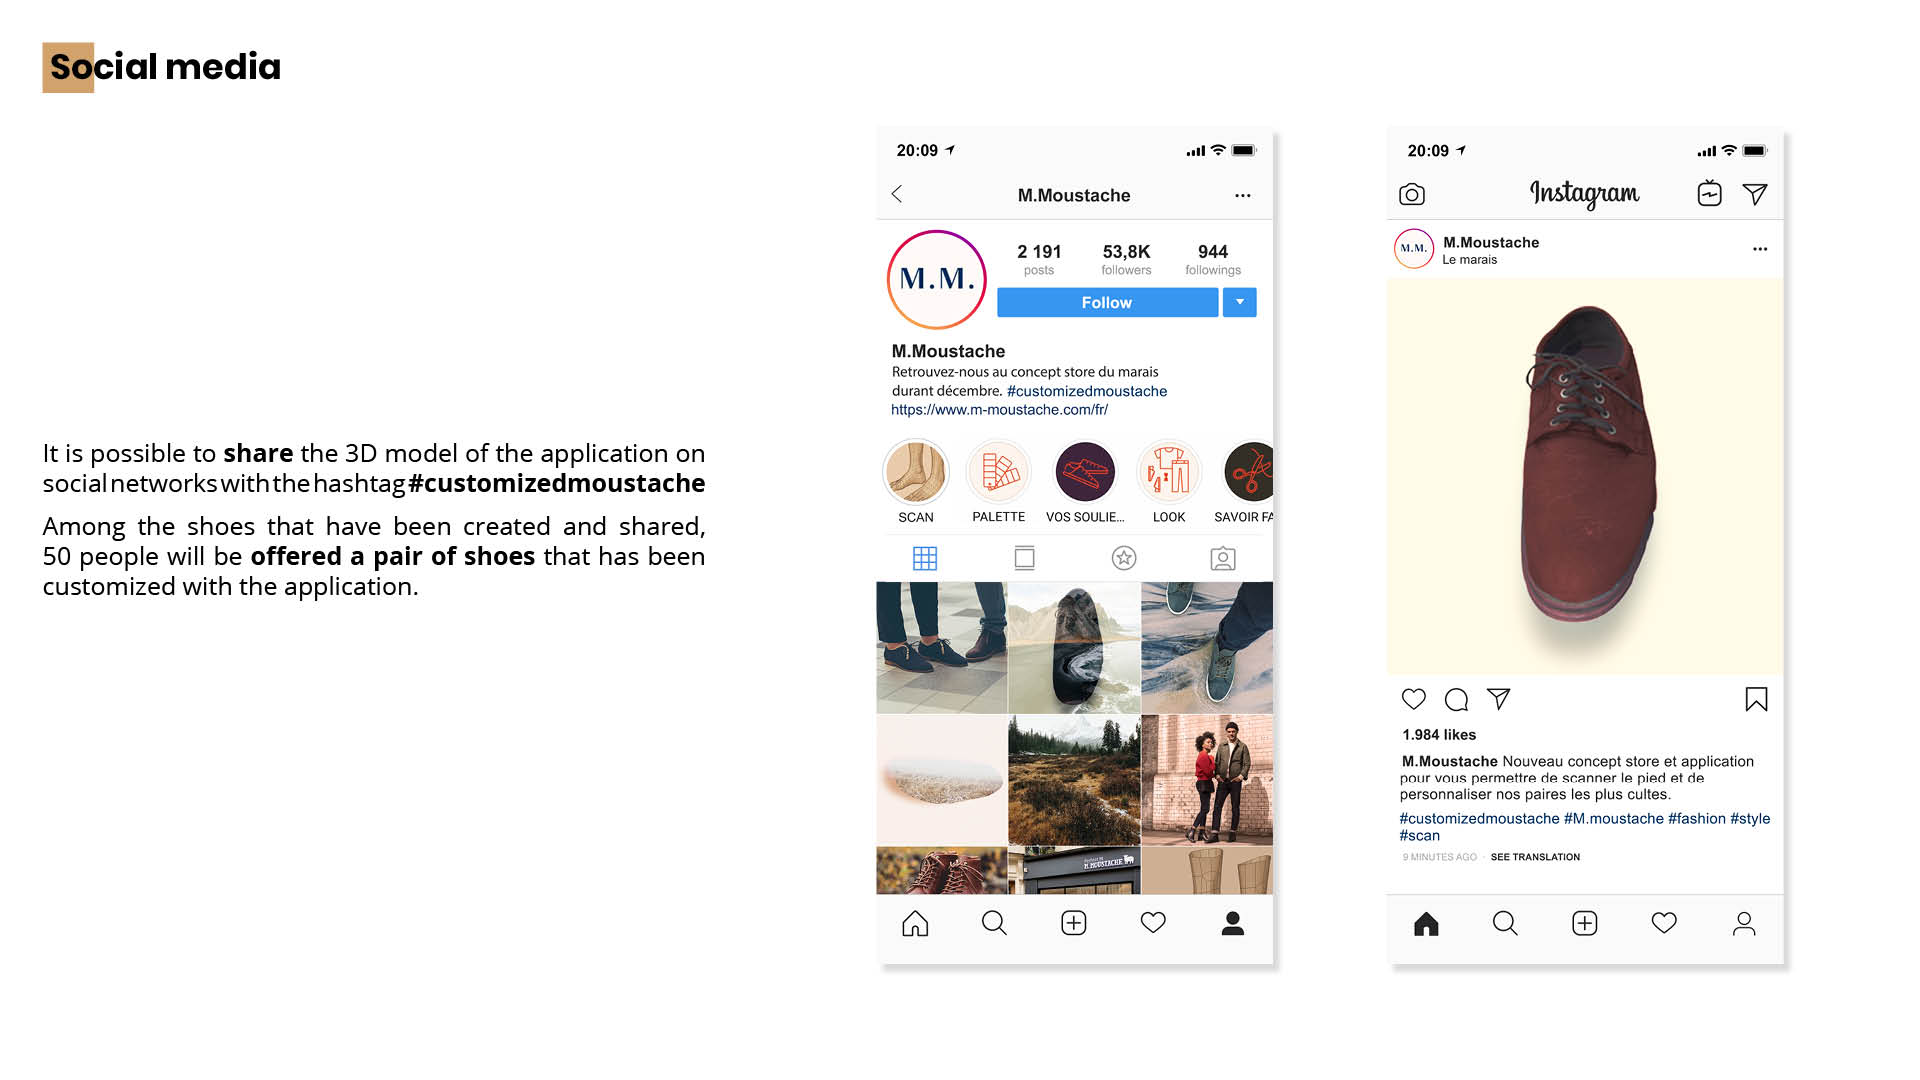 Social media
It is possible to share the 3D model of the application on
social networks with the hashtag #customizedmoustache
Among the shoes that have been created and shared,
50 people will be offered a pair of shoes that has been
customized with the application.
20:09
M.Moustache
M.M.
2 191 53,8K 944
posts followers followings
Follow
M.Moustache
Retrouvez-nous au concept store du marais
durant décembre. #customizedmoustache
https://www.m-moustache.com/fr/
SCAN PALETTE VOS SOULIE... LOOK SAVOIR FA
M.MOUSTACHE
20:09
Instagram
M.M.
M.Moustache
Le marais
1.984 likes
M.Moustache Nouveau concept store et application
pour vous permettre de scanner le pied et de
personnaliser nos paires les plus cultes.
#customizedmoustache #M.moustache #fashion #style
#scan
9 MINUTES AGO · SEE TRANSLATION